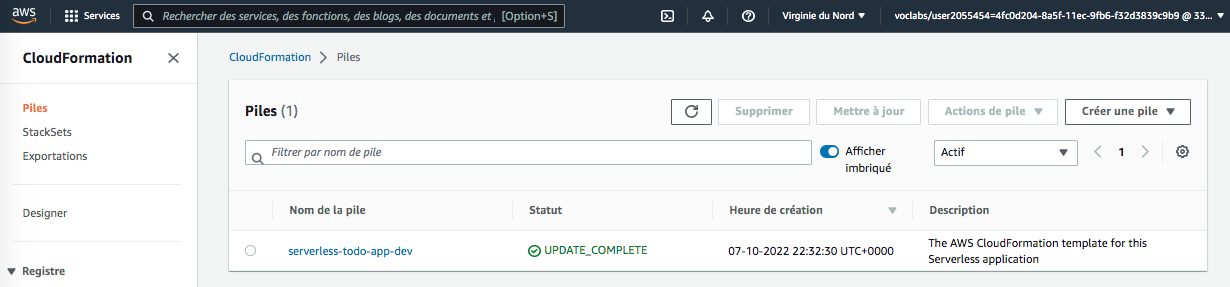 aws
Services
Rechercher des services, des fonctions, des blogs, des documents et [Option+S]
Virginie du Nord
voclabs/user2055454=4fc0d204-8a5f-11ec-9fb6-f32d3839c9b9 @ 33...
CloudFormation
CloudFormation > Piles
Piles
StackSets
Exportations
Designer
Registre
Piles (1)
Supprimer
Mettre à jour
Actions de pile
Créer une pile
Filtrer par nom de pile
Afficher
imbriqué
Actif
1
Nom de la pile Statut Heure de création Description
serverless-todo-app-dev UPDATE_COMPLETE 07-10-2022 22:32:30 UTC+0000 The AWS CloudFormation template for this
Serverless application